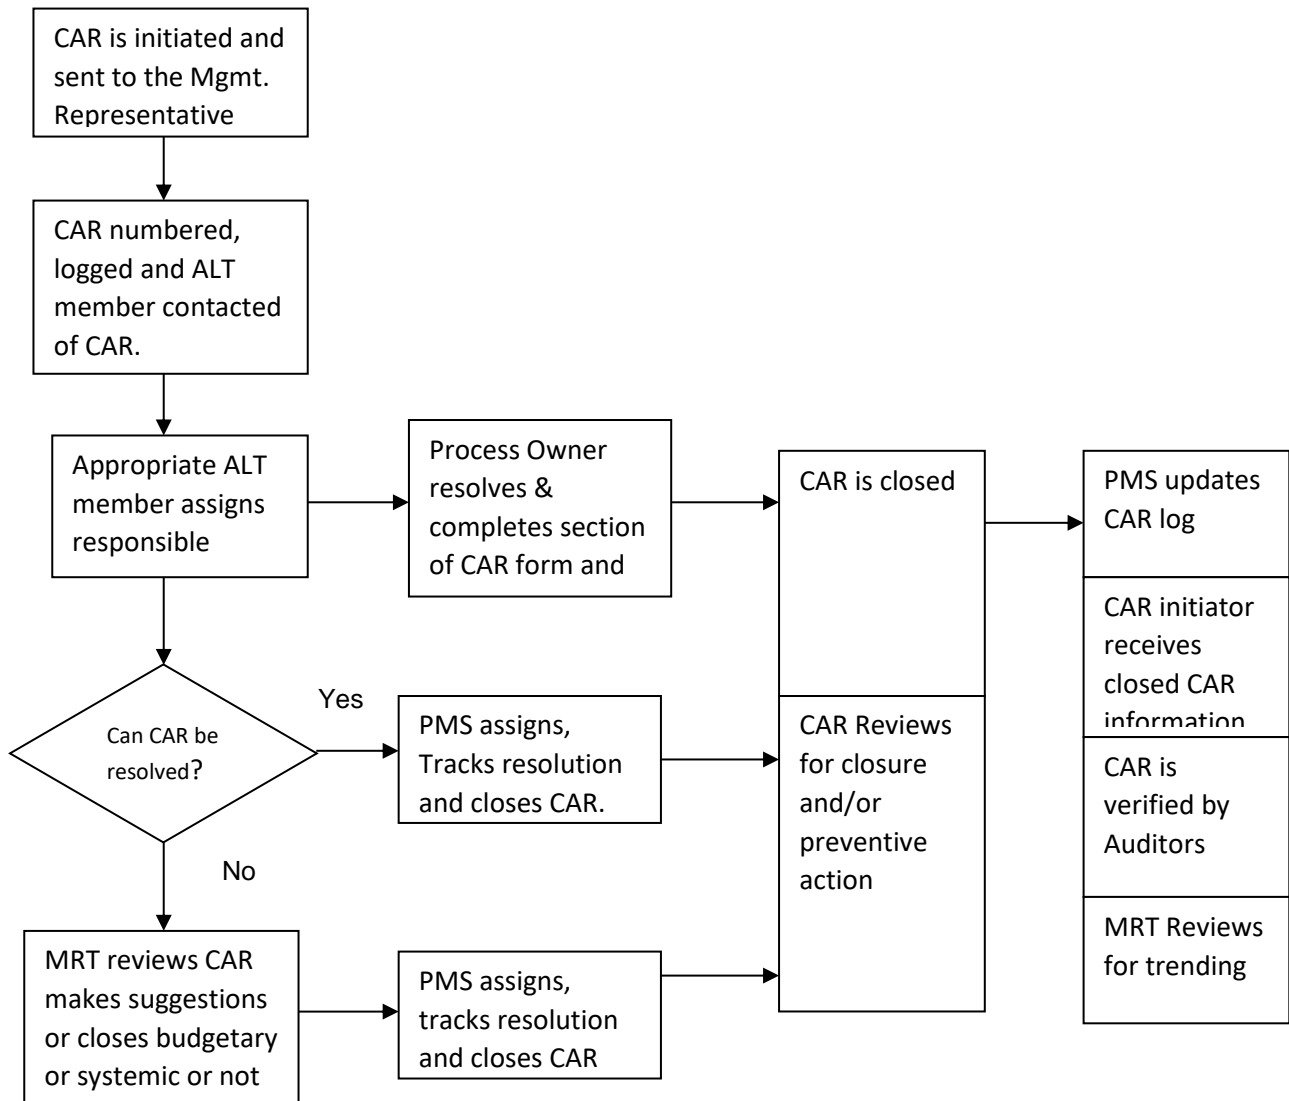 CAR is initiated and
sent to the Mgmt.
Representative
CAR numbered,
logged and ALT
member contacted
of CAR.
Appropriate ALT
member assigns
responsible
Process Owner
resolves &
completes section
of CAR form and
CAR is closed
PMS updates
CAR log
CAR initiator
receives
closed CAR
information
Can CAR be
resolved?
Yes
PMS assigns,
Tracks resolution
and closes CAR.
CAR Reviews
for closure
and/or
preventive
action
CAR is
verified by
Auditors
No
MRT reviews CAR
makes suggestions
or closes budgetary
or systemic or not
PMS assigns,
tracks resolution
and closes CAR
MRT Reviews
for trending